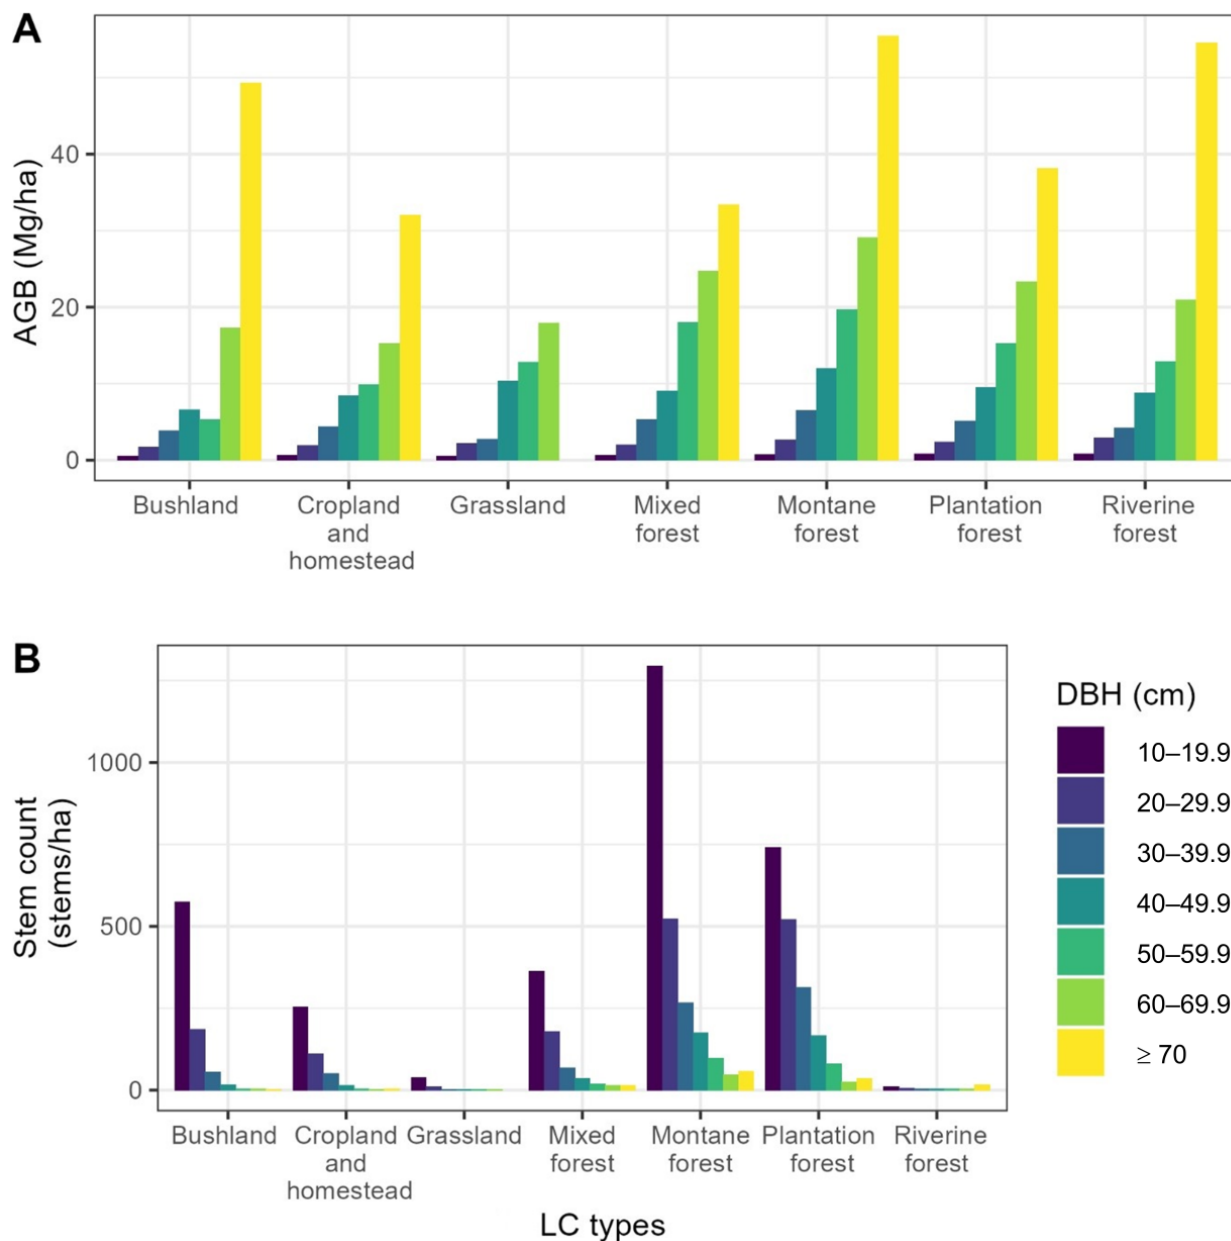 A
AGB (Mg/ha)
40
20
0
Bushland
Cropland
and
homestead
Grassland
Mixed
forest
Montane
forest
Plantation
forest
Riverine
forest
B
Stem count
(stems/ha)
1000
500
0
Bushland
Cropland
and
homestead
Grassland
Mixed
forest
Montane
forest
Plantation
forest
Riverine
forest
LC types
DBH (cm)
10–19.9
20–29.9
30–39.9
40–49.9
50–59.9
60–69.9
≥ 70